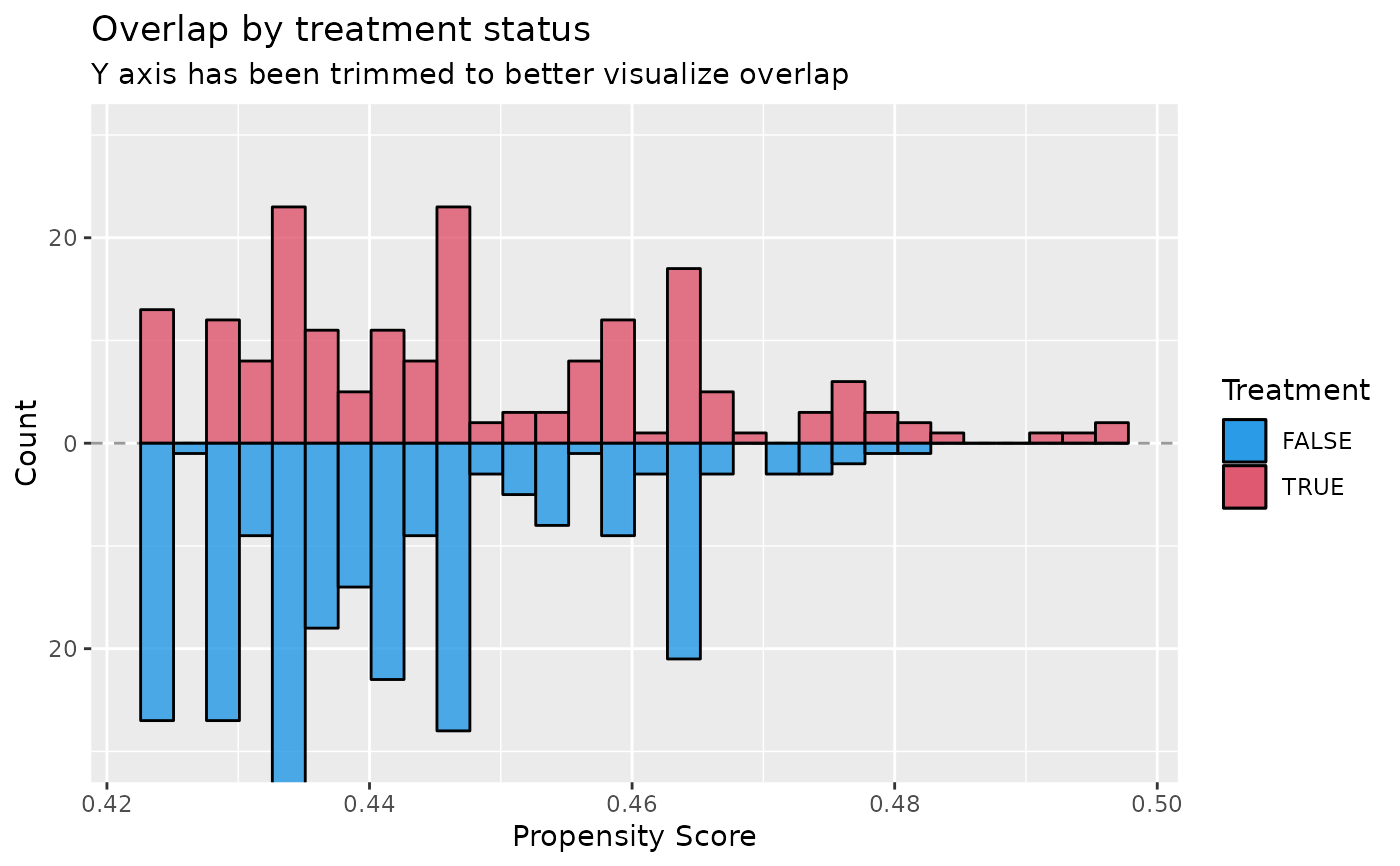 Overlap by treatment status
Y axis has been trimmed to better visualize overlap
Count
20
0
20
0.42
0.44
0.46
0.48
0.50
Propensity Score
Treatment
FALSE
TRUE